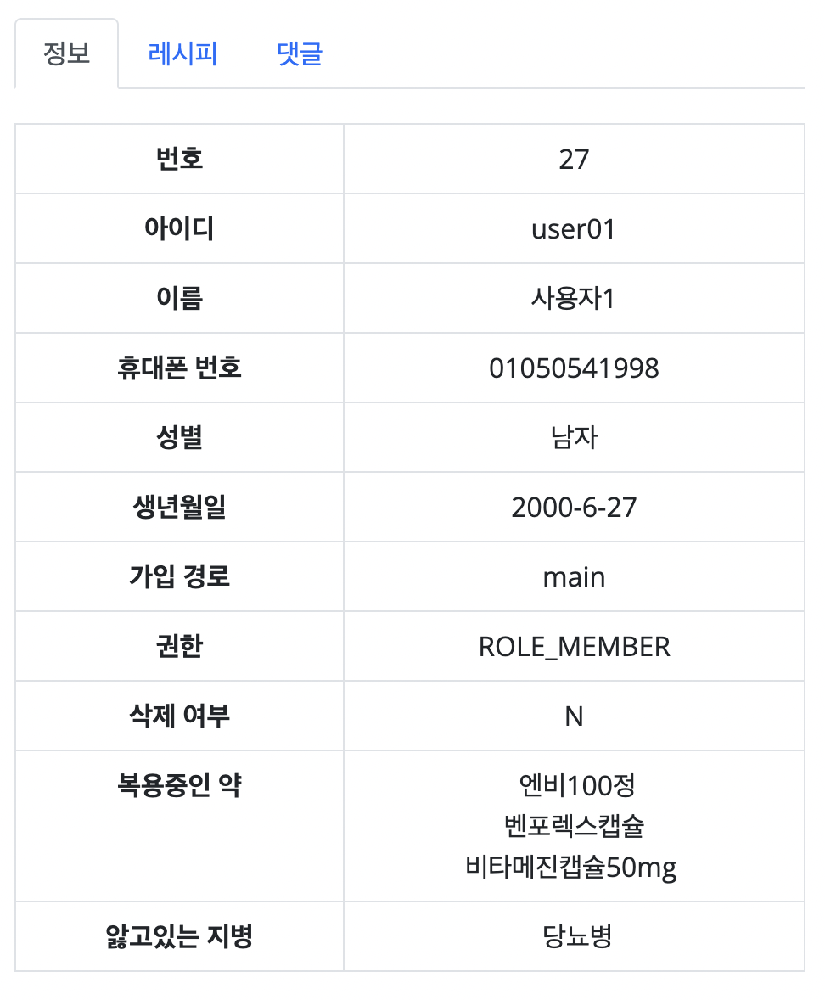 정보 레시피 댓글
번호 27
아이디 user01
이름 사용자1
휴대폰 번호 01050541998
성별 남자
생년월일 2000-6-27
가입 경로 main
권한 ROLE_MEMBER
삭제 여부 N
복용중인 약 엔비100정
벤포렉스캡슐
비타메진캡슐50mg
앓고있는 지병 당뇨병